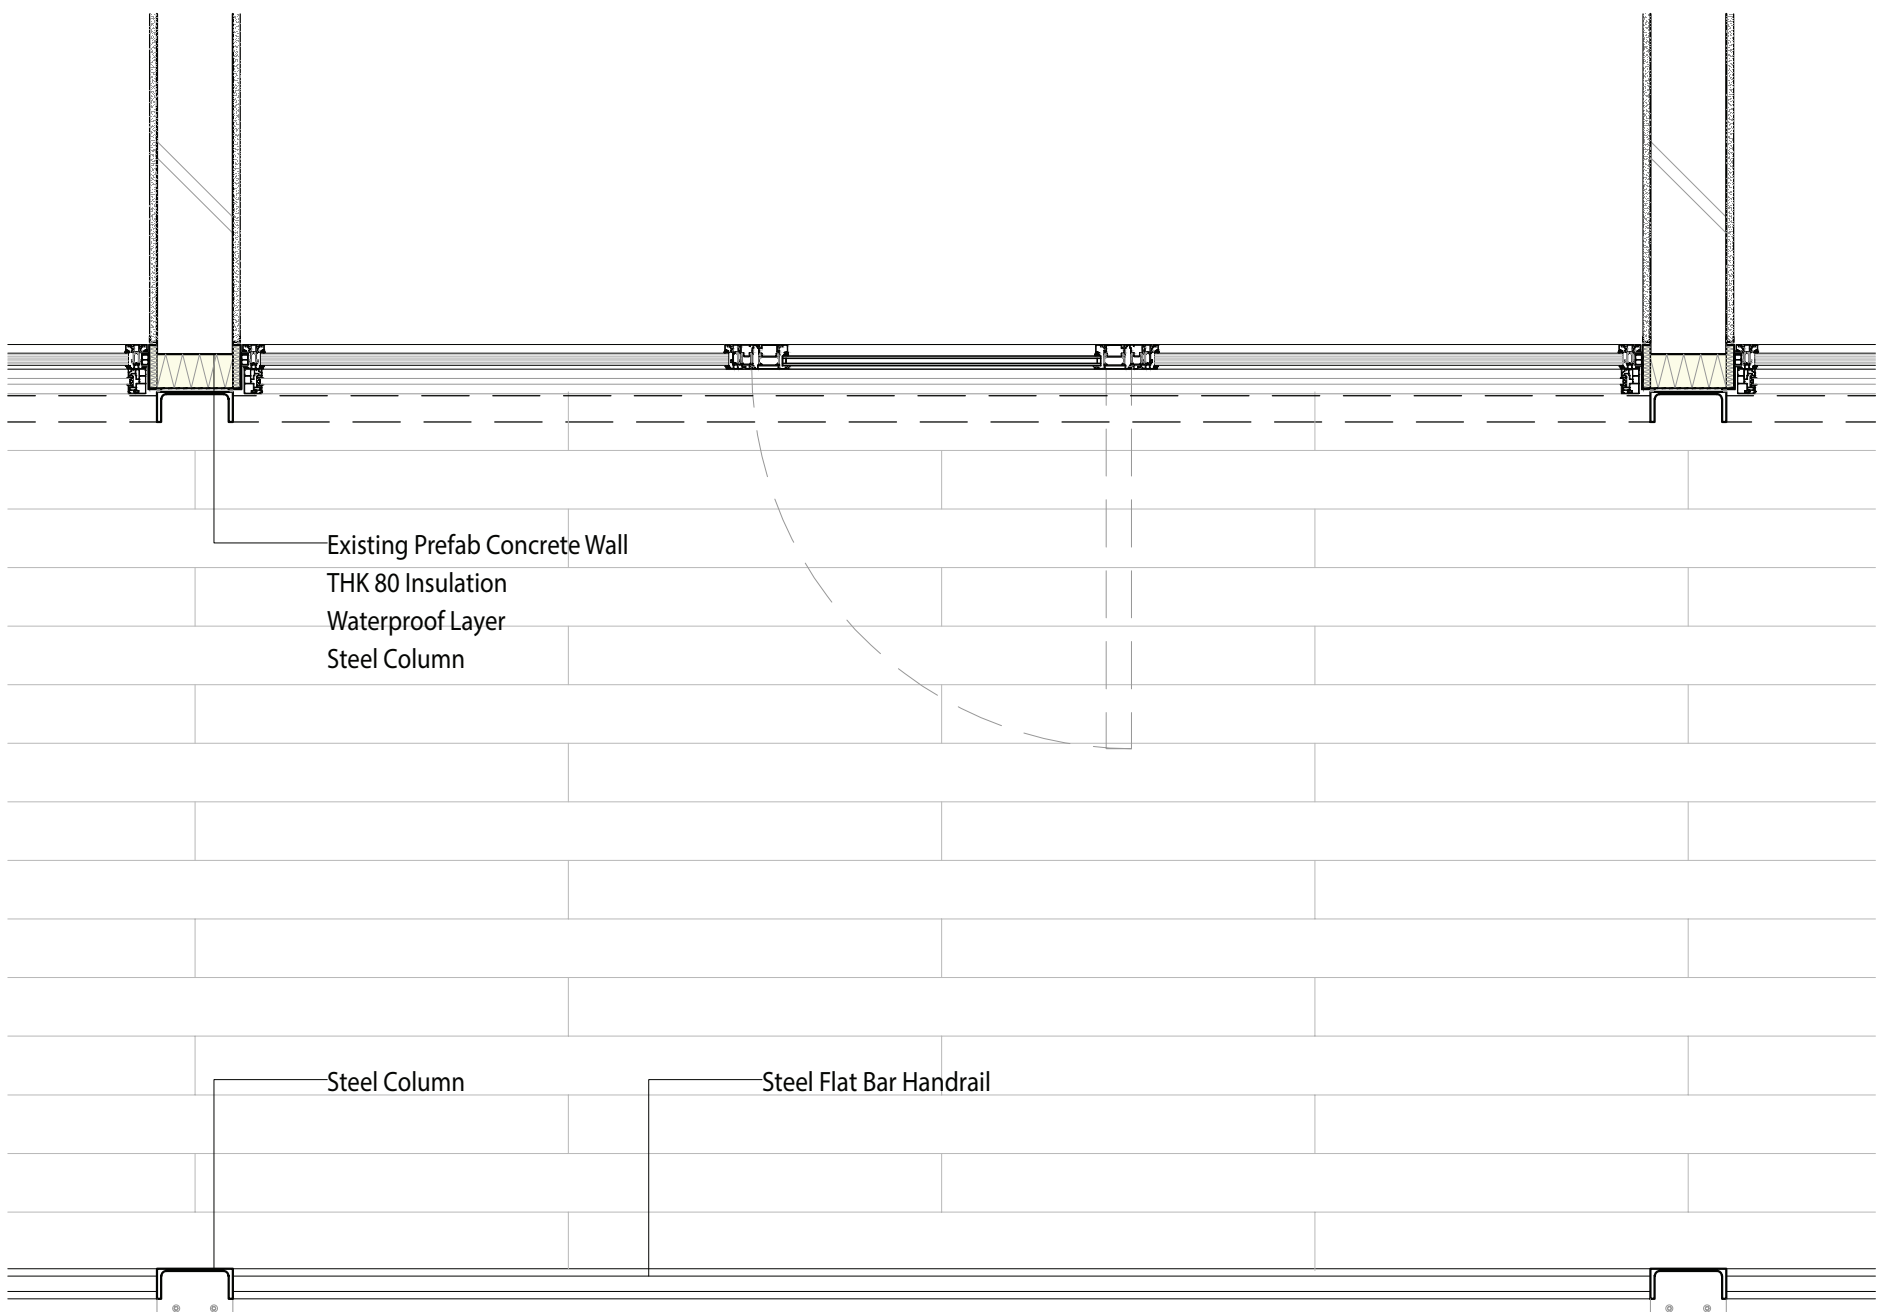 Existing Prefab Concrete Wall
THK 80 Insulation
Waterproof Layer
Steel Column
Steel Column
Steel Flat Bar Handrail